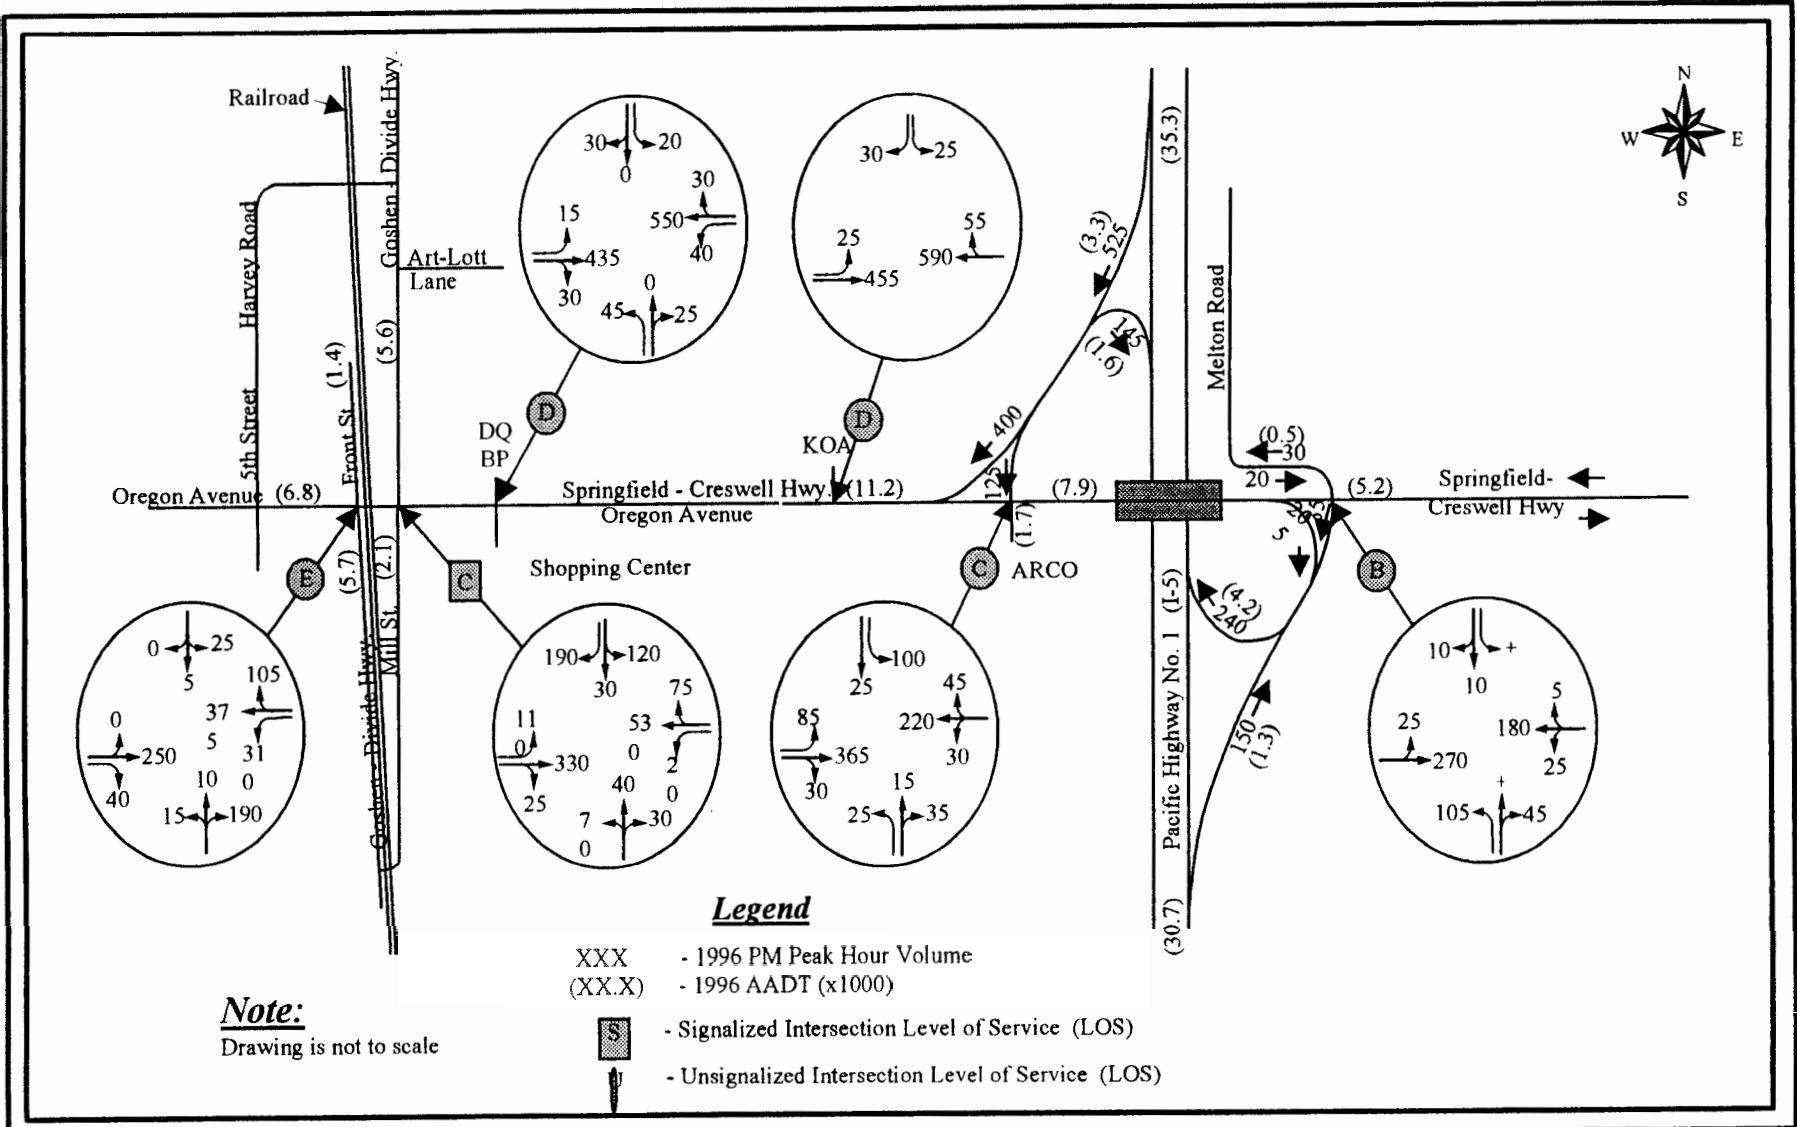 N
W E
S
Railroad
Goshen - Divide Hwy.
Harvey Road
5th Street
Art-Lott
Lane
(5.6)
Front St. (1.4)
Oregon Avenue (6.8)
(5.7)
(2.1)
Mill St.
Goshen - Divide Hwy.
DQ
BP
KOA
Springfield - Creswell Hwy. (11.2)
Oregon Avenue
Shopping Center
(7.9)
(5.2)
Springfield-
Creswell Hwy
Melton Road
(0.5)
30
20
(35.3)
(3.3)
525
145
(1.6)
400
125
(1.7)
ARCO
5
(4.2)
240
150
(1.3)
Pacific Highway No. 1 (I-5)
(30.7)
D
30 20
0
30
15
550
435
40
30
0
45 25
D
30 25
55
25
590
455
E
0 25
5
105
37
0
5
31
250
0
40
10
15 190
C
190 120
30
75
11
53
0
0
330
2
40
0
25
7 30
0
C
100
25
45
85
220
365
30
30
15
25 35
B
10 +
10
5
25
180
270
25
+
105 45
Legend
XXX - 1996 PM Peak Hour Volume
(XX.X) - 1996 AADT (x1000)
S - Signalized Intersection Level of Service (LOS)
U - Unsignalized Intersection Level of Service (LOS)
Note:
Drawing is not to scale